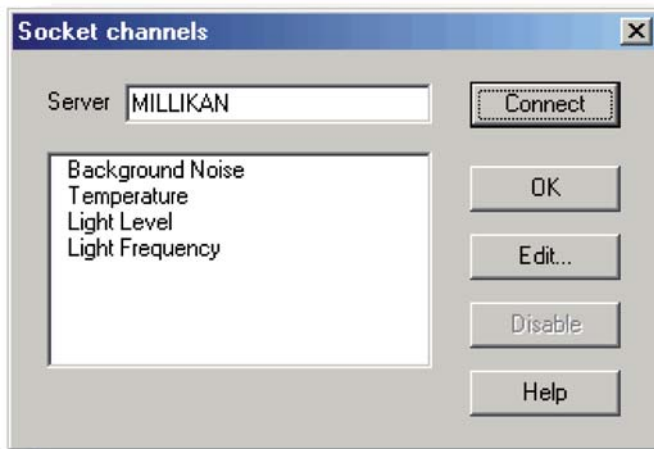 Socket channels
Server MILLIKAN Connect
Background Noise
Temperature
Light Level
Light Frequency
OK
Edit...
Disable
Help